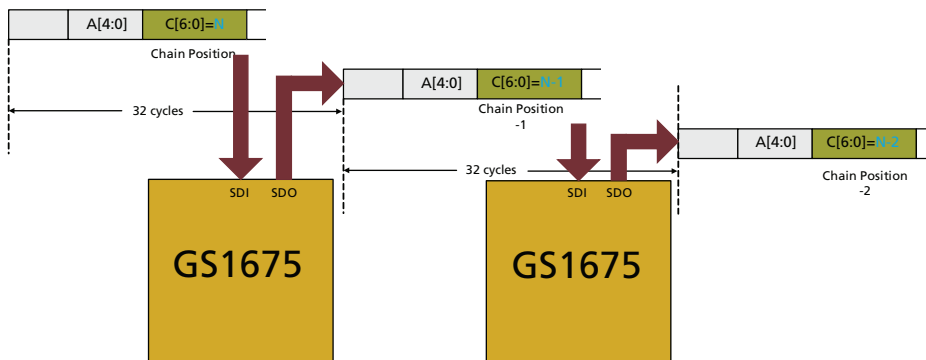 A[4:0] C[6:0]=N
Chain Position
A[4:0] C[6:0]=N-1
32 cycles
Chain Position
-1
A[4:0] C[6:0]=N-2
32 cycles
Chain Position
-2
SDI SDO
SDI SDO
GS1675
GS1675